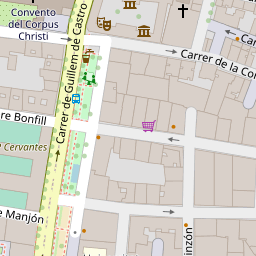 Convento
del Corpus
Christi
Carrer de Guillem de Castro
Carrer de la Co
re Bonfill
Cervantes
e Manjón
inzón